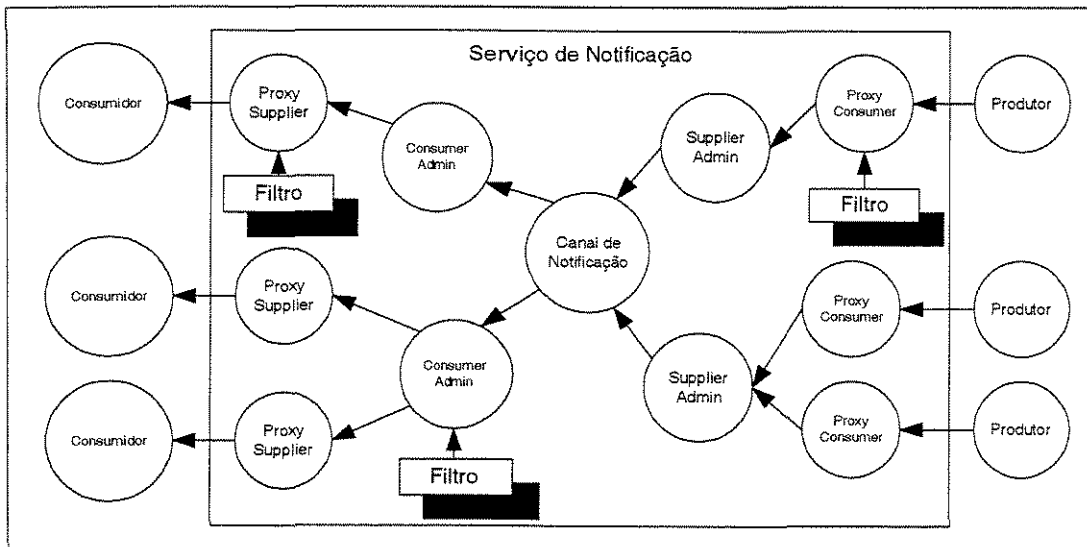 Serviço de Notificação
Consumidor
Proxy
Supplier
Consumer
Admin
Supplier
Admin
Proxy
Consumer
Produtor
Filtro
Filtro
Canal de
Notificação
Consumidor
Proxy
Supplier
Proxy
Consumer
Produtor
Consumer
Admin
Supplier
Admin
Consumidor
Proxy
Supplier
Proxy
Consumer
Produtor
Filtro